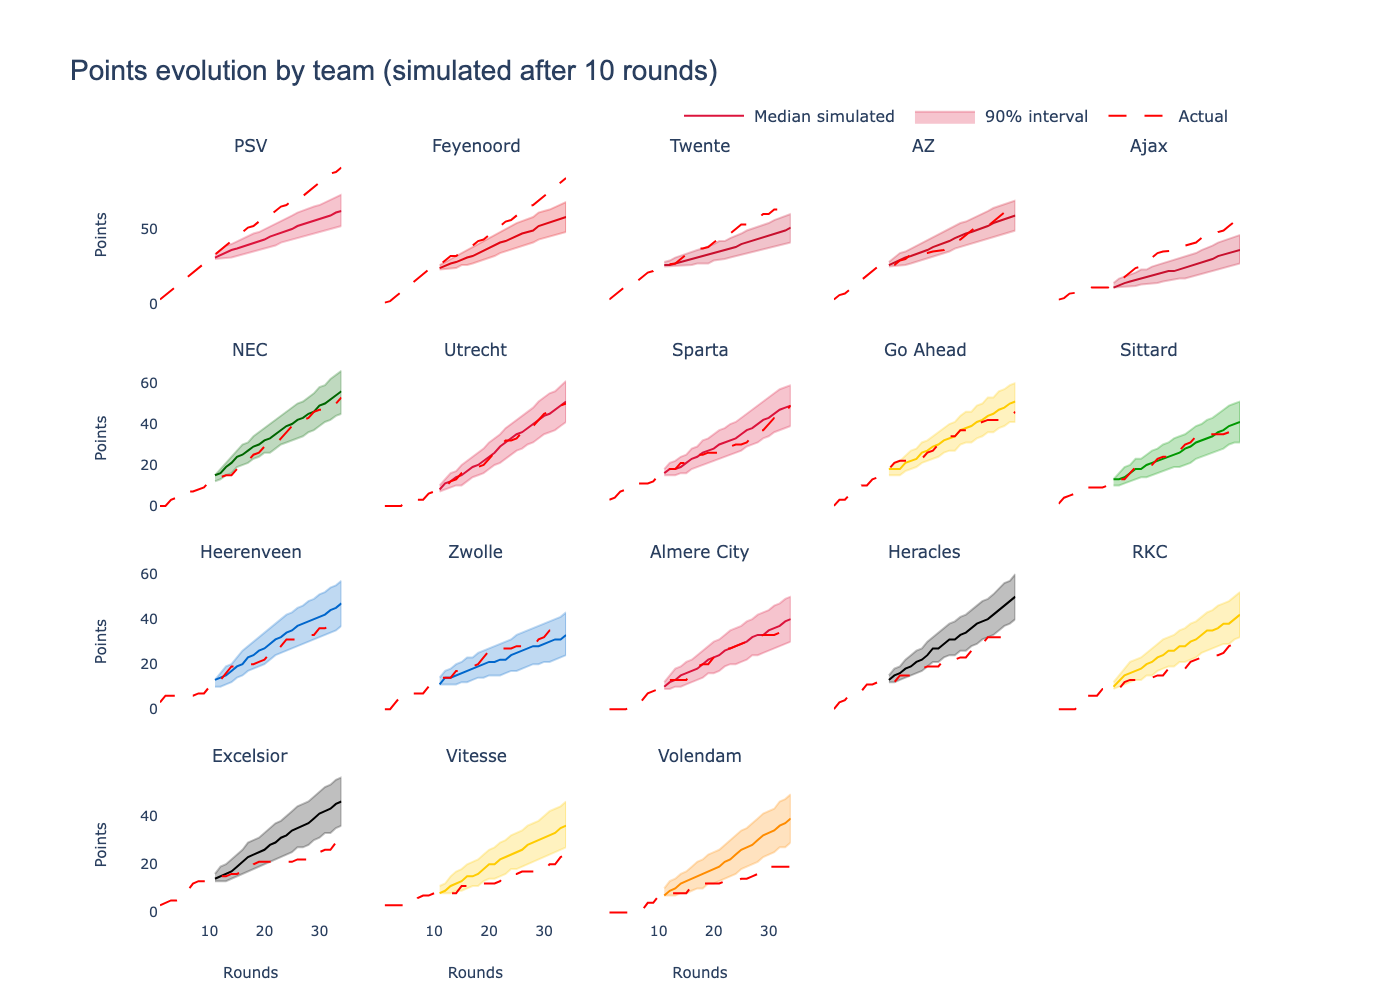 Points evolution by team (simulated after 10 rounds)
Median simulated 90% interval Actual
PSV Feyenoord Twente AZ Ajax
Points
50
0
NEC Utrecht Sparta Go Ahead Sittard
Points
60
40
20
0
Heerenveen Zwolle Almere City Heracles RKC
Points
60
40
20
0
Excelsior Vitesse Volendam
Points
40
20
0
10 20 30 10 20 30 10 20 30
Rounds Rounds Rounds